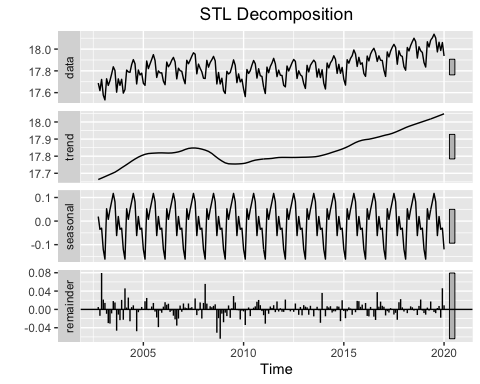 STL Decomposition
18.0
17.8
17.6
data
18.0
17.9
17.8
17.7
trend
0.1
0.0
-0.1
seasonal
0.08
0.04
0.00
-0.04
remainder
2005 2010 2015 2020
Time